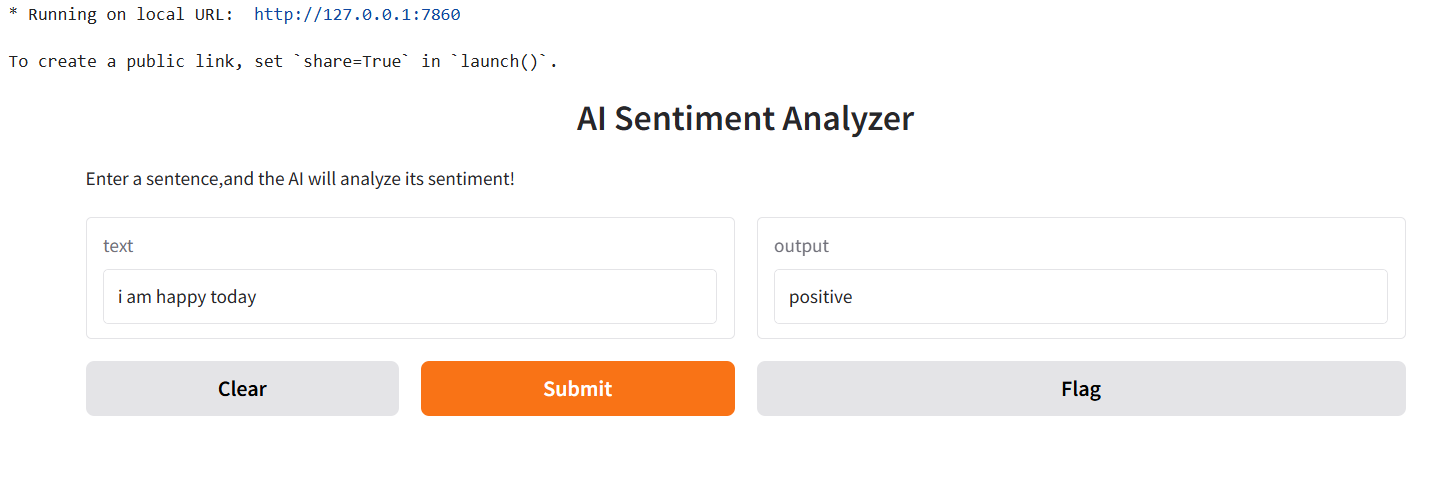 * Running on local URL:  http://127.0.0.1:7860
To create a public link, set `share=True` in `launch()`.
AI Sentiment Analyzer
Enter a sentence,and the AI will analyze its sentiment!
text
i am happy today
output
positive
Clear
Submit
Flag